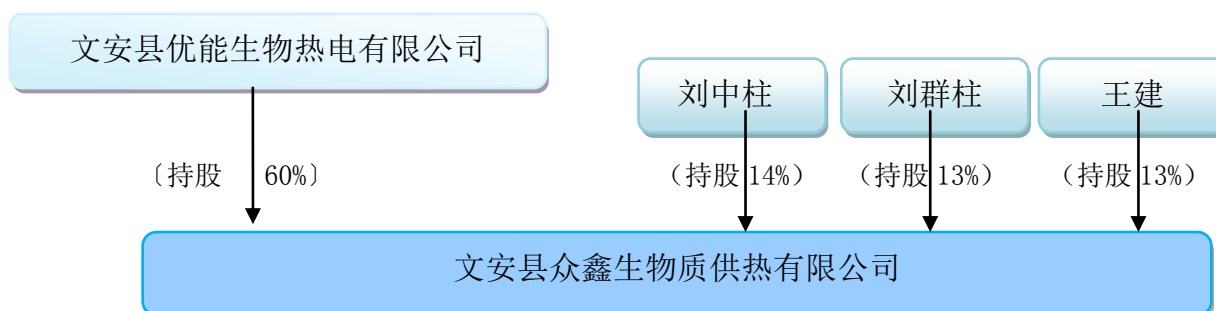 文安县优能生物热电有限公司
刘中柱
刘群柱
王建
〔持股 60%〕
（持股 14%）
（持股 13%）
（持股 13%）
文安县众鑫生物质供热有限公司